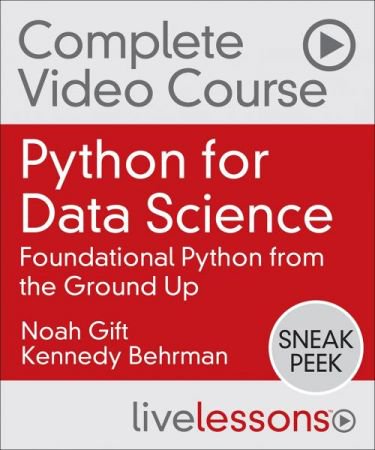 Complete
Video Course
Python for
Data Science
Foundational Python from
the Ground Up
Noah Gift
Kennedy Behrman
SNEAK
PEEK
livelessons™